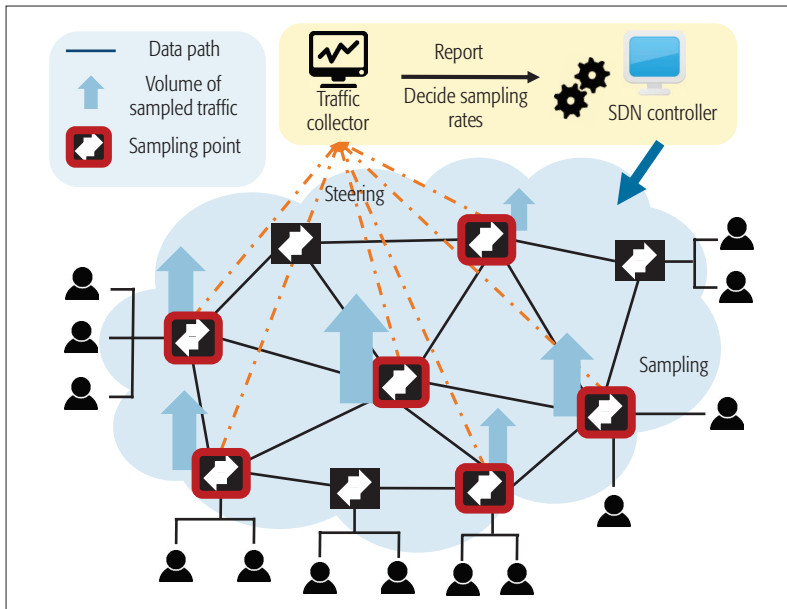 Data path
Volume of
sampled traffic
Sampling point
Traffic
collector
Report
Decide sampling
rates
SDN controller
Steering
Sampling